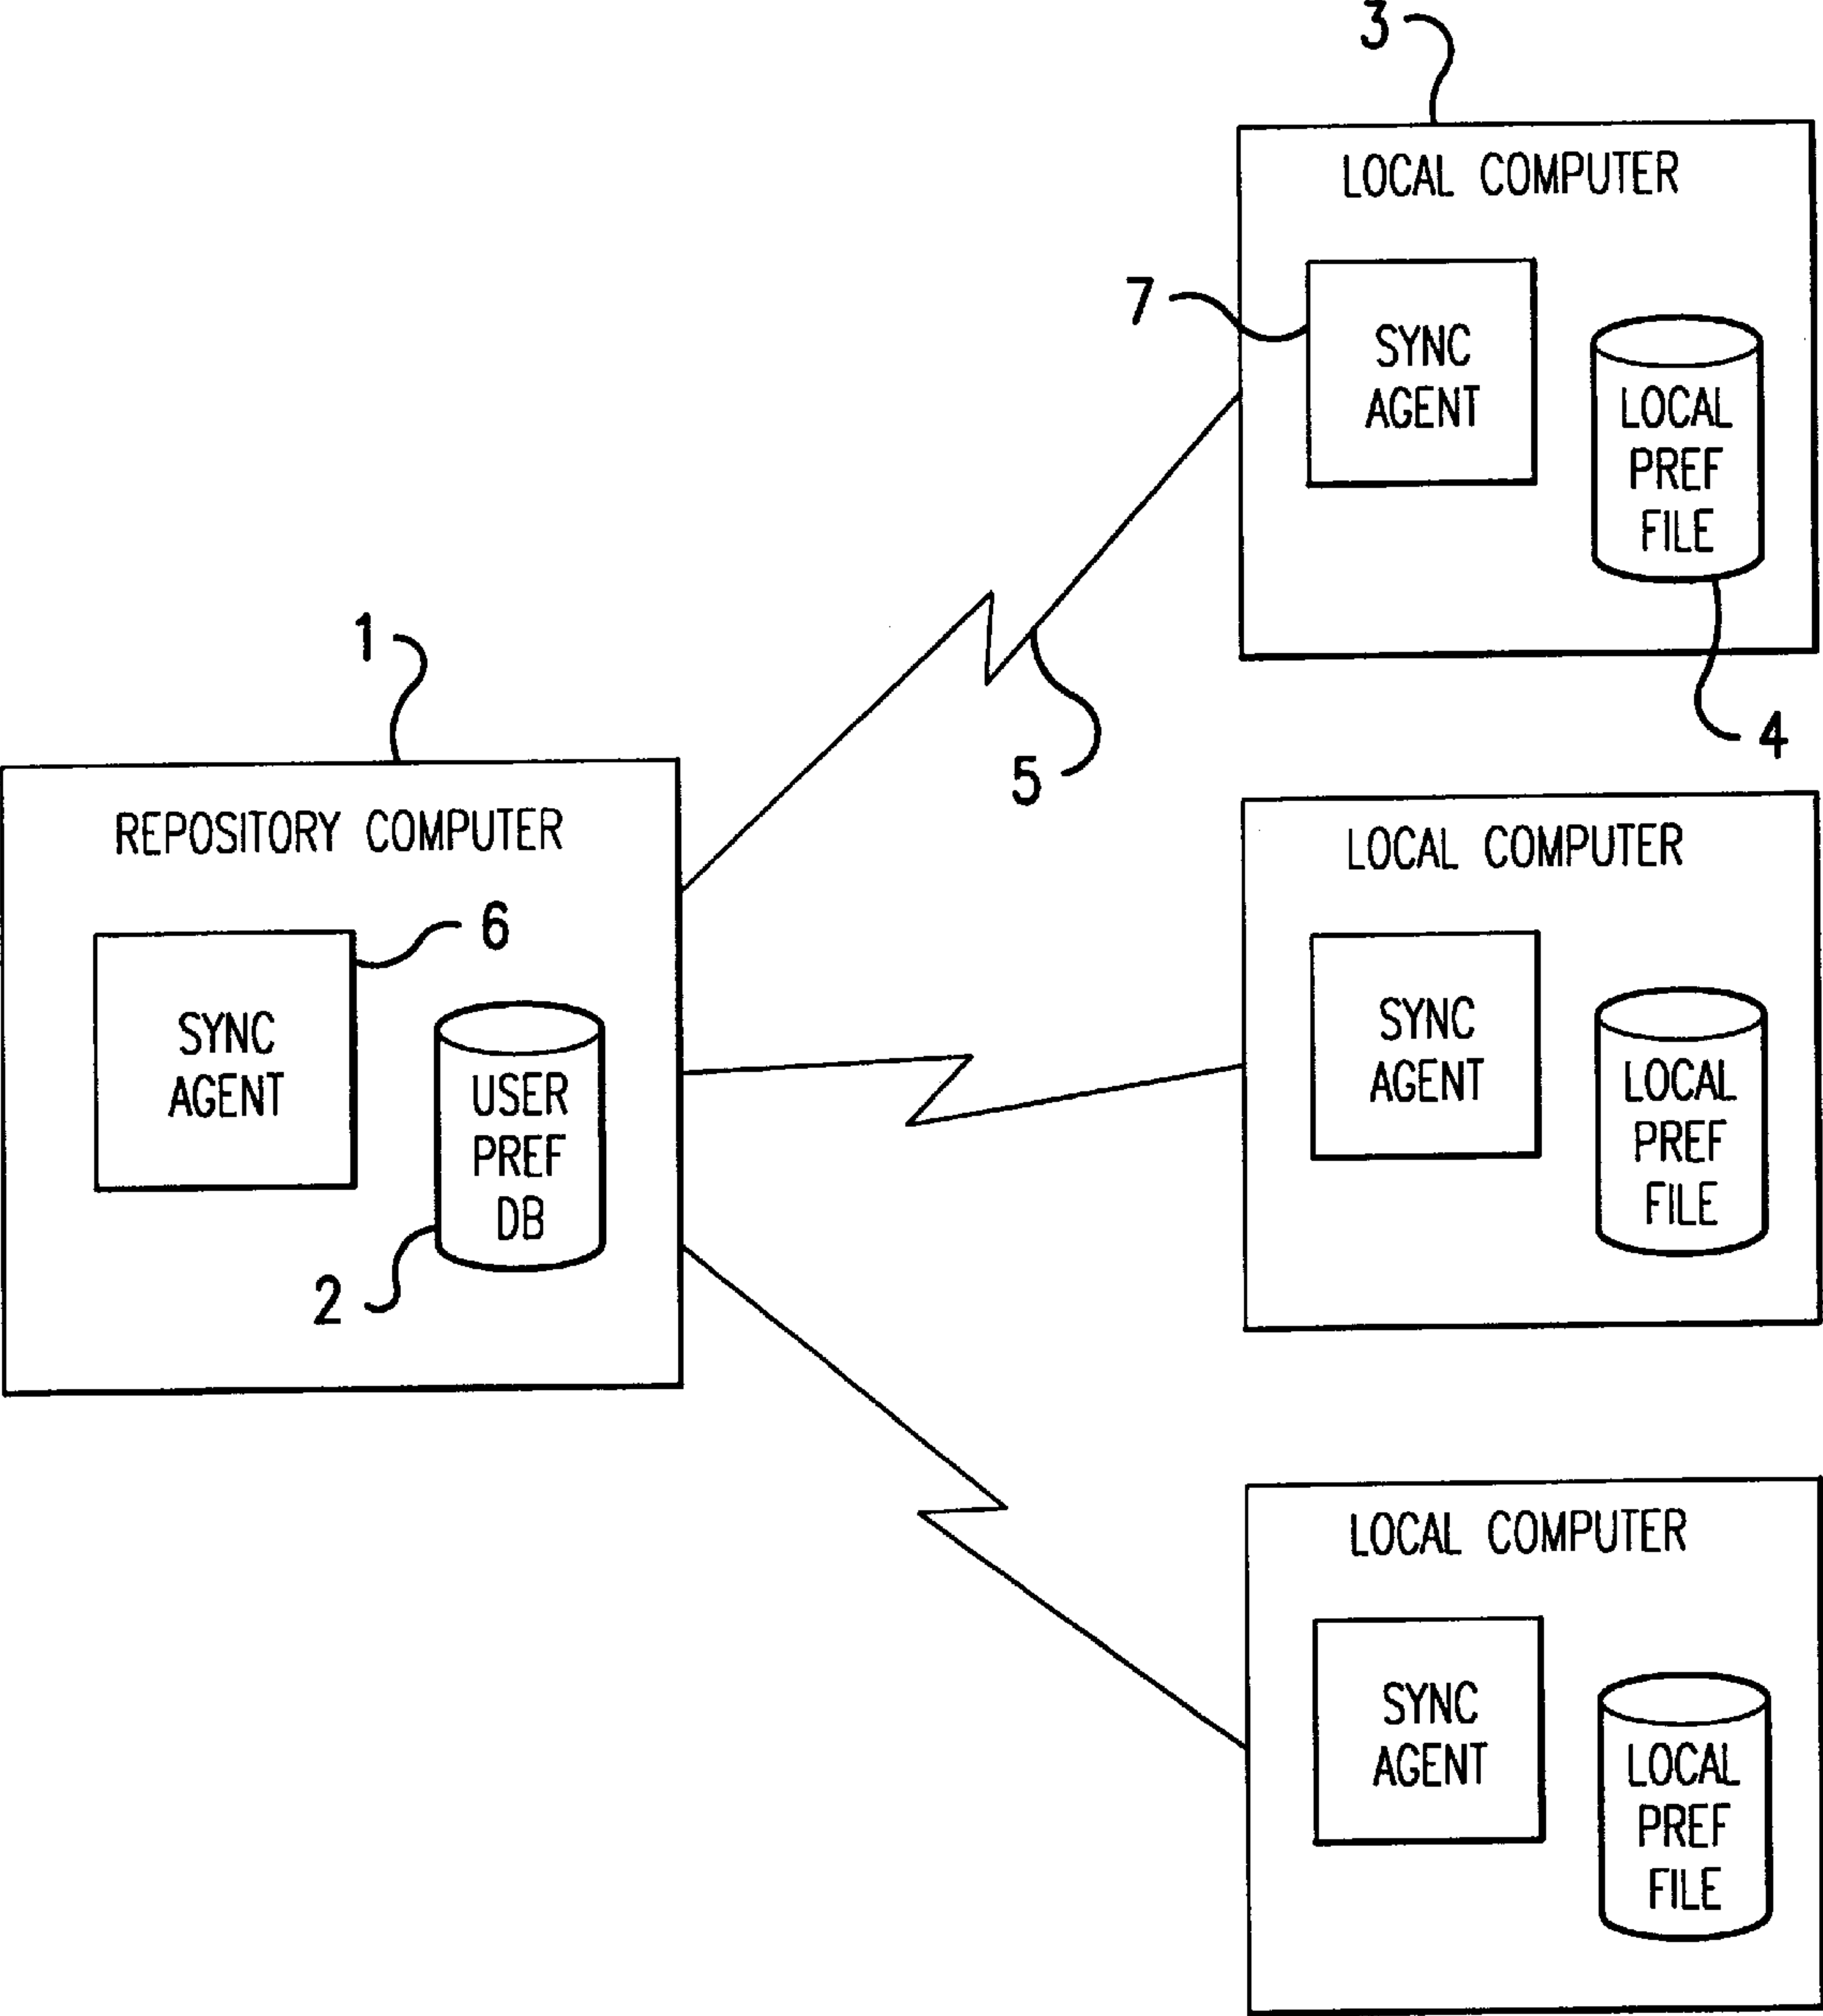 3
LOCAL COMPUTER
7
SYNC
AGENT
LOCAL
PREF
FILE
4
5
1
REPOSITORY COMPUTER
6
SYNC
AGENT
USER
PREF
DB
2
LOCAL COMPUTER
SYNC
AGENT
LOCAL
PREF
FILE
LOCAL COMPUTER
SYNC
AGENT
LOCAL
PREF
FILE